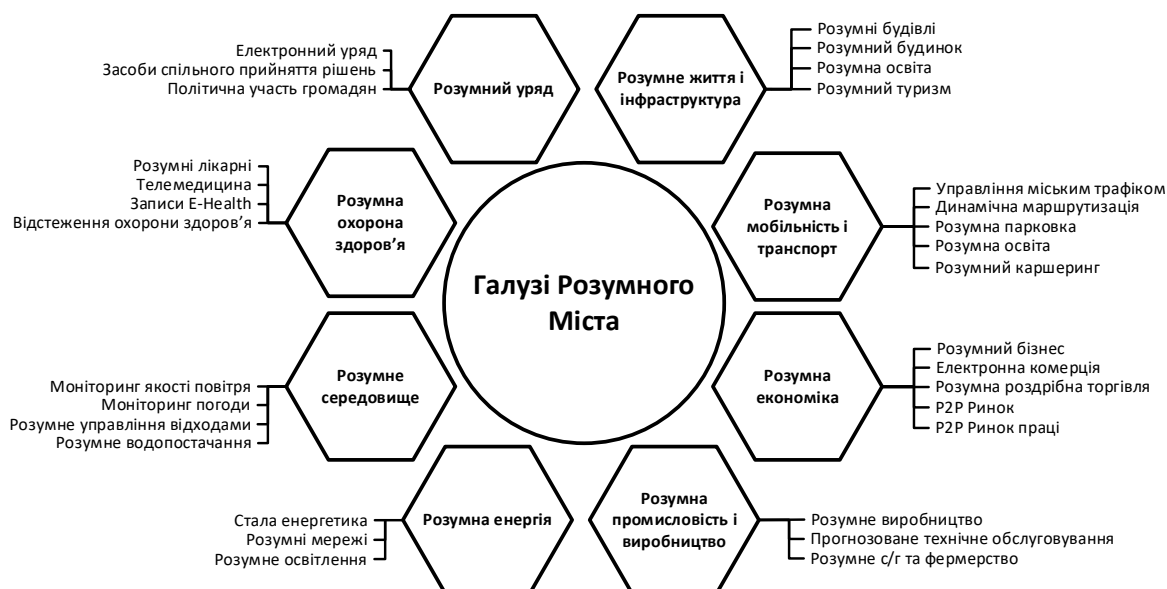 Електронний уряд
Засоби спільного прийняття рішень
Політична участь громадян
Розумний уряд
Розумне життя і
інфраструктура
Розумні будівлі
Розумний будинок
Розумна освіта
Розумний туризм
Розумні лікарні
Телемедицина
Записи E-Health
Відстеження охорони здоров’я
Розумна
охорона
здоров’я
Розумна
мобільність і
транспорт
Управління міським трафіком
Динамічна маршрутизація
Розумна парковка
Розумна освіта
Розумний каршеринг
Галузі Розумного
Міста
Моніторинг якості повітря
Моніторинг погоди
Розумне управління відходами
Розумне водопостачання
Розумне
середовище
Розумна
економіка
Розумний бізнес
Електронна комерція
Розумна роздрібна торгівля
P2P Ринок
P2P Ринок праці
Стала енергетика
Розумні мережі
Розумне освітлення
Розумна енергія
Розумна
промисловість і
виробництво
Розумне виробництво
Прогнозоване технічне обслуговування
Розумне с/г та фермерство